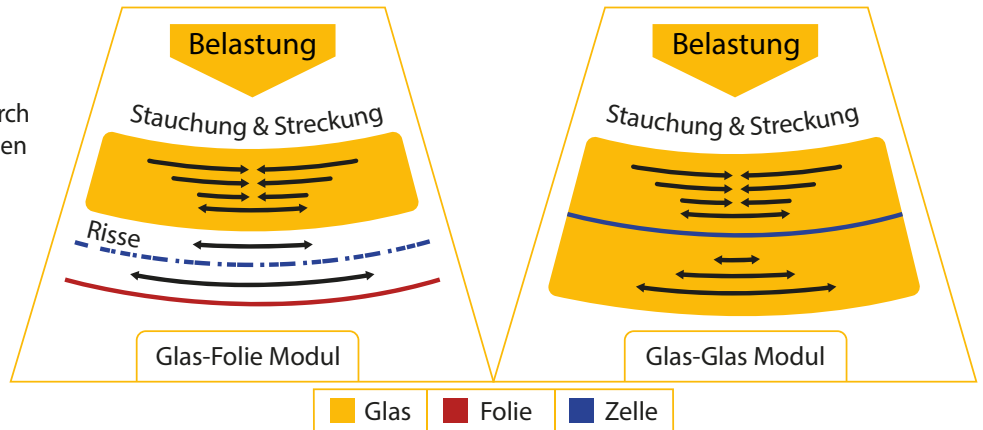 Belastung
Stauchung & Streckung
Risse
Glas-Folie Modul
Belastung
Stauchung & Streckung
Glas-Glas Modul
Glas
Folie
Zelle